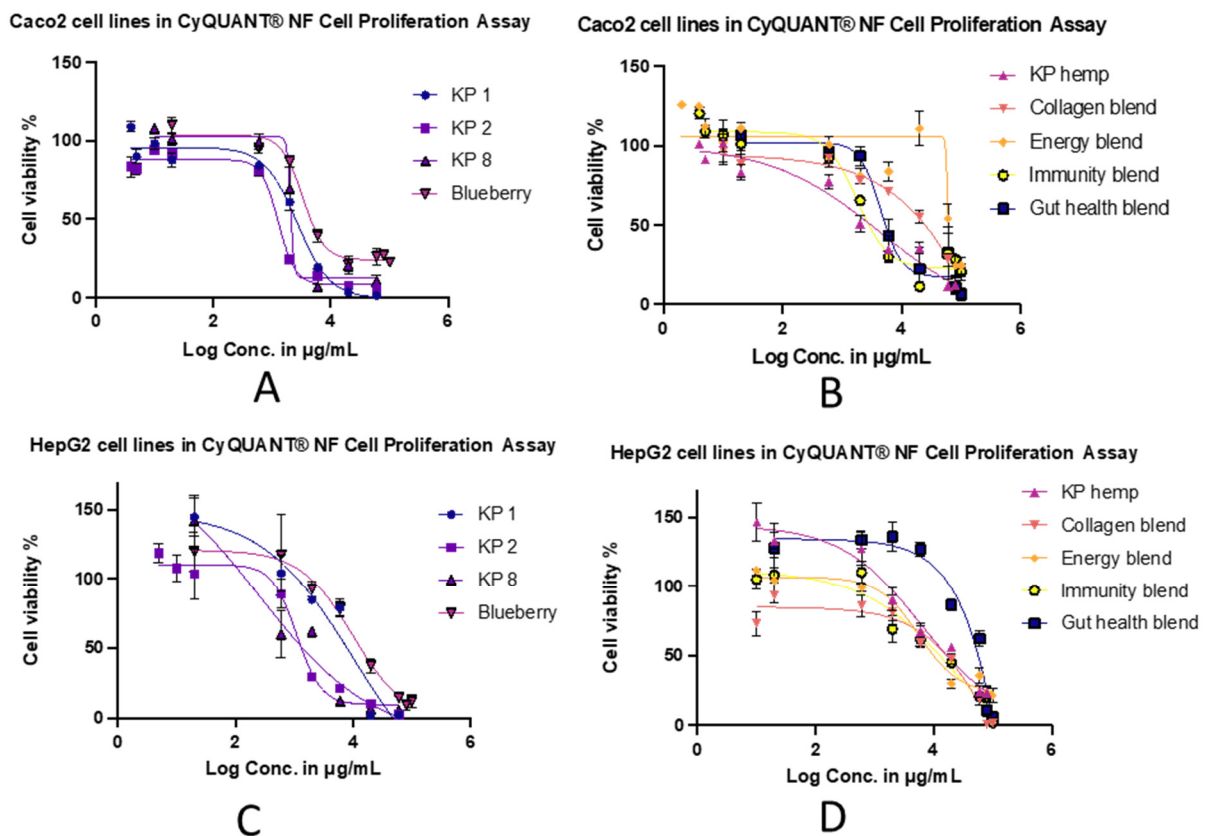 Caco2 cell lines in CyQUANT® NF Cell Proliferation Assay
150
100
50
0
0
2
4
6
Cell viability %
Log Conc. in µg/mL
KP 1
KP 2
KP 8
Blueberry
A
Caco2 cell lines in CyQUANT® NF Cell Proliferation Assay
150
100
50
0
0
2
4
6
Cell viability %
Log Conc. in µg/mL
KP hemp
Collagen blend
Energy blend
Immunity blend
Gut health blend
B
HepG2 cell lines in CyQUANT® NF Cell Proliferation Assay
150
100
50
0
0
2
4
6
Cell viability %
Log Conc. in µg/mL
KP 1
KP 2
KP 8
Blueberry
C
HepG2 cell lines in CyQUANT® NF Cell Proliferation Assay
150
100
50
0
0
2
4
6
Cell viability %
Log Conc. in µg/mL
KP hemp
Collagen blend
Energy blend
Immunity blend
Gut health blend
D